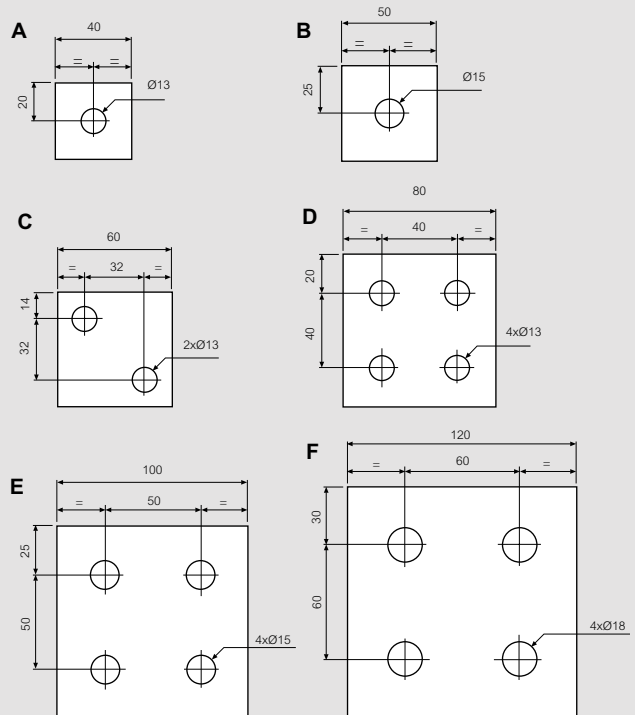 A
40
= =
20
Ø13
B
50
= =
25
Ø15
C
60
= 32 =
14
32
2xØ13
D
80
= 40 =
20
40
4xØ13
E
100
= 50 =
25
50
4xØ15
F
120
= 60 =
30
60
4xØ18